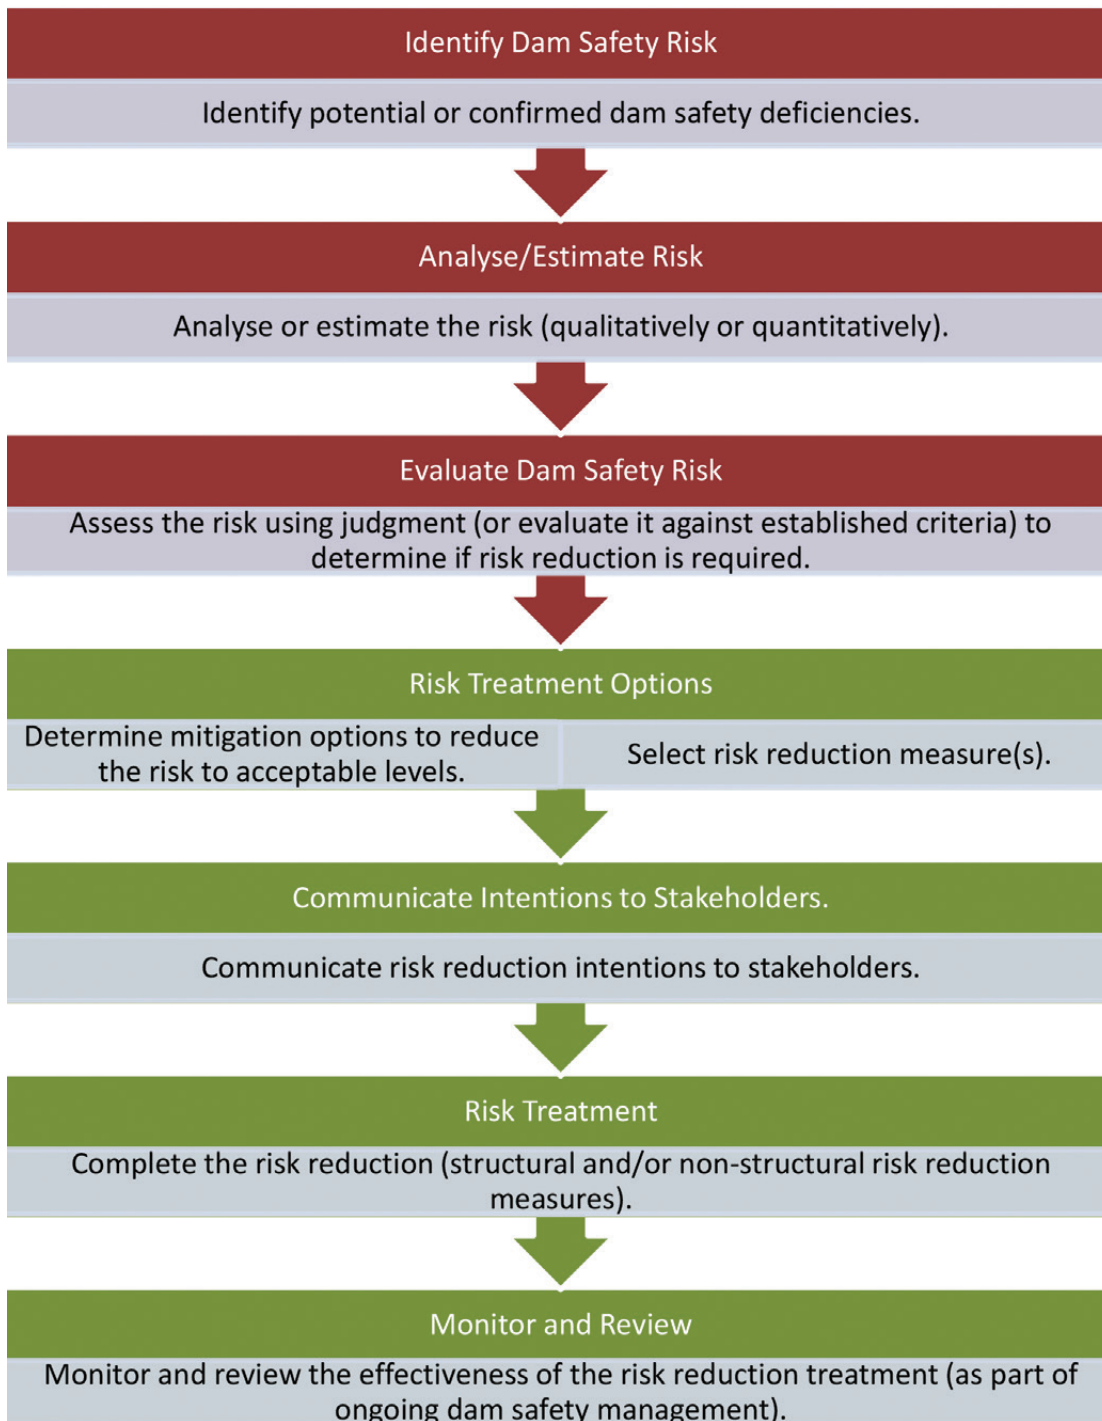 Identify Dam Safety Risk
Identify potential or confirmed dam safety deficiencies.
Analyse/Estimate Risk
Analyse or estimate the risk (qualitatively or quantitatively).
Evaluate Dam Safety Risk
Assess the risk using judgment (or evaluate it against established criteria) to
determine if risk reduction is required.
Risk Treatment Options
Determine mitigation options to reduce
the risk to acceptable levels.
Select risk reduction measure(s).
Communicate Intentions to Stakeholders.
Communicate risk reduction intentions to stakeholders.
Risk Treatment
Complete the risk reduction (structural and/or non-structural risk reduction
measures).
Monitor and Review
Monitor and review the effectiveness of the risk reduction treatment (as part of
ongoing dam safety management).